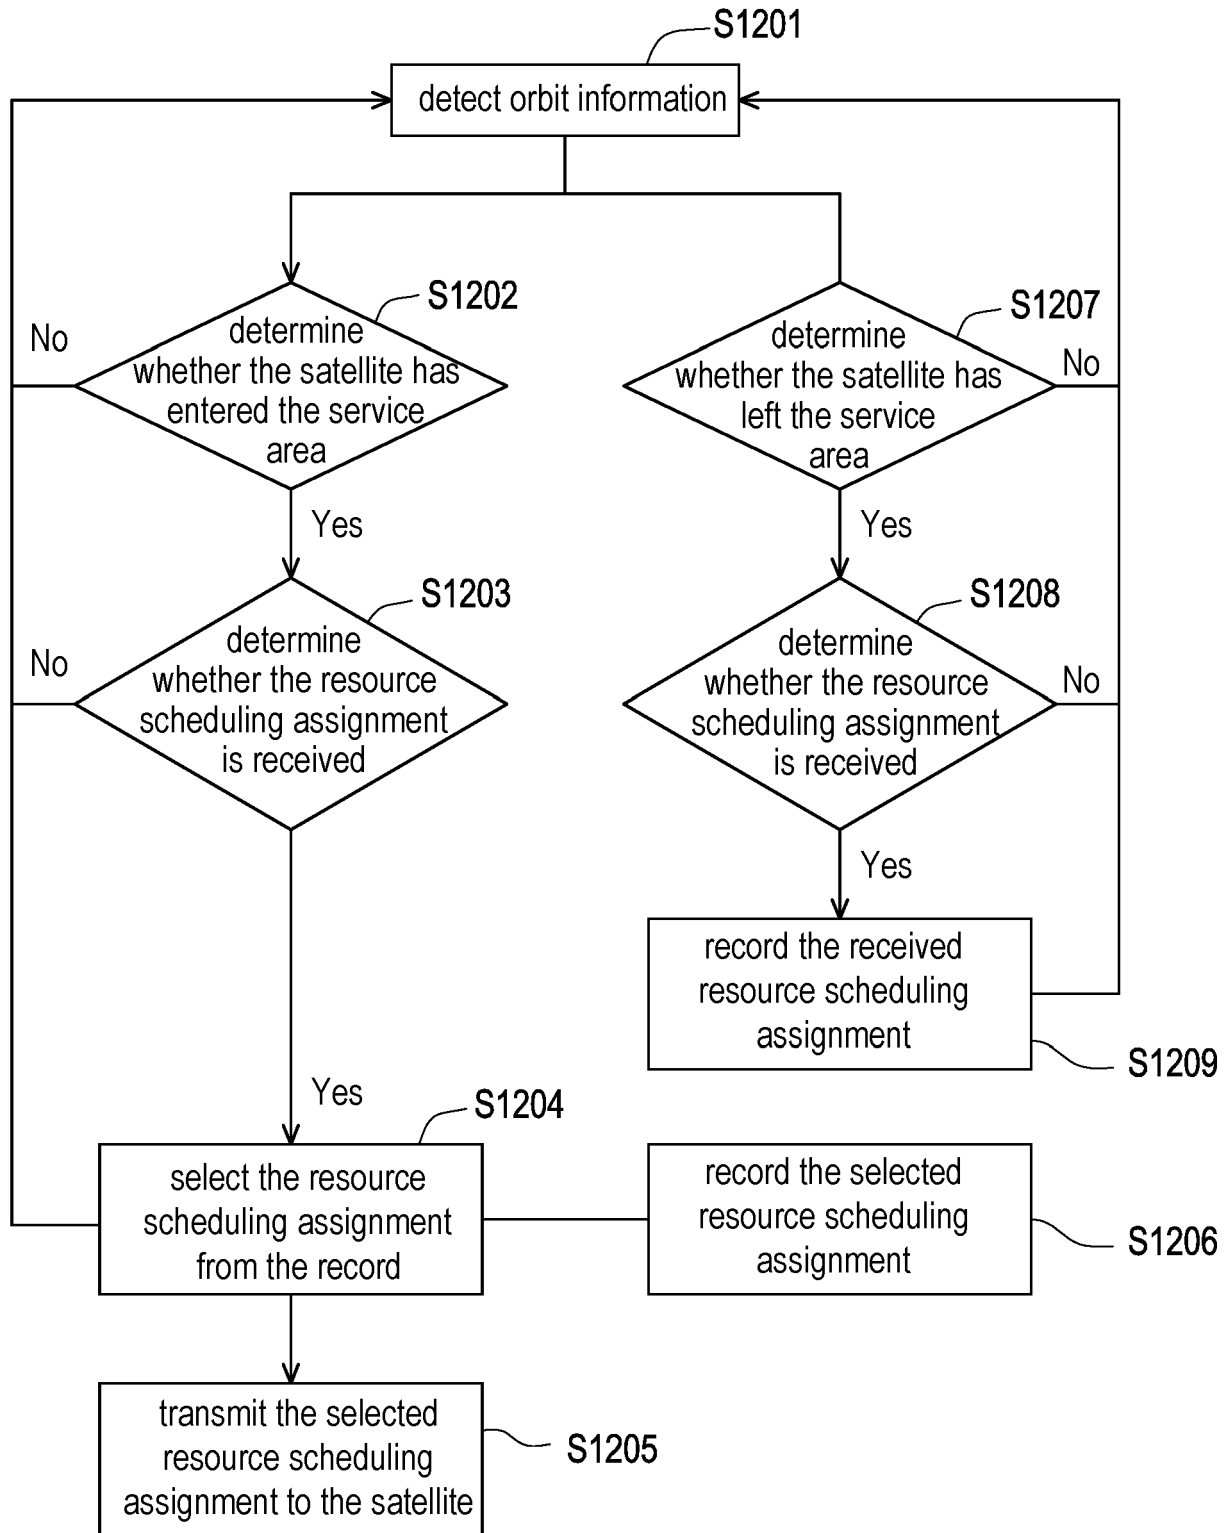 S1201
detect orbit information
S1202
determine
whether the satellite has
entered the service
area
No
Yes
S1207
determine
whether the satellite has
left the service
area
No
Yes
S1203
determine
whether the resource
scheduling assignment
is received
No
Yes
S1208
determine
whether the resource
scheduling assignment
is received
No
Yes
record the received
resource scheduling
assignment
S1209
S1204
select the resource
scheduling assignment
from the record
record the selected
resource scheduling
assignment
S1206
transmit the selected
resource scheduling
assignment to the satellite
S1205